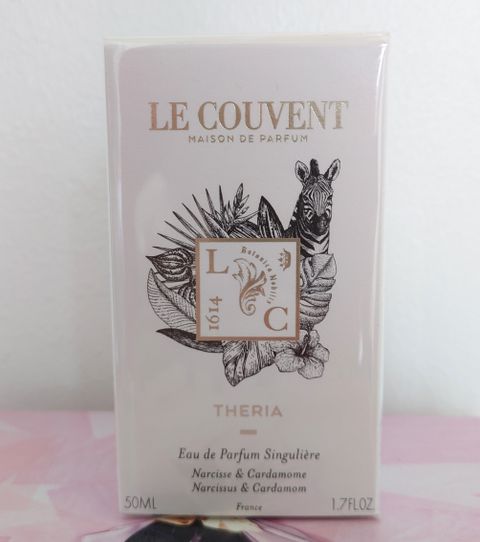 LE COUVENT
MAISON DE PARFUM
Botanica Nobilis
L
1614
C
THERIA
Eau de Parfum Singulière
Narcisse & Cardamome
Narcissus & Cardamom
50ML
France
1.7FL.OZ.